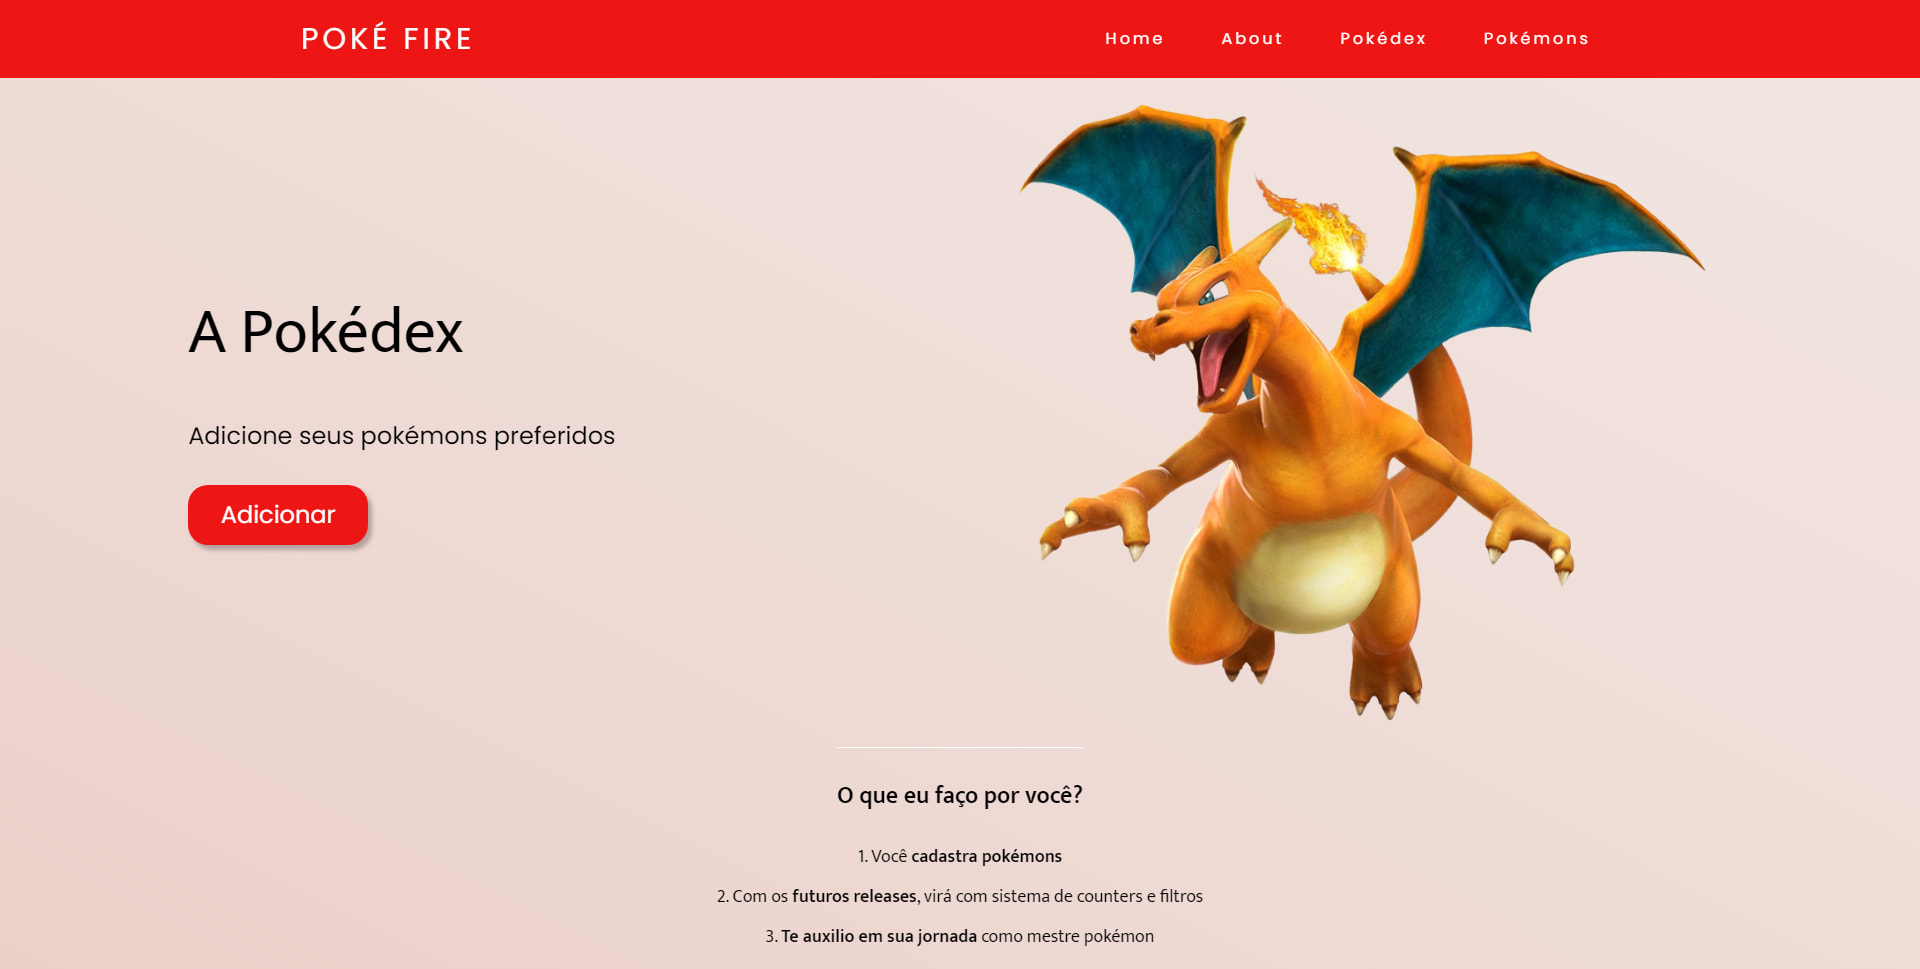 POKÉ FIRE
Home About Pokédex Pokémons
A Pokédex
Adicione seus pokémons preferidos
Adicionar
O que eu faço por você?
1. Você cadastra pokémons
2. Com os futuros releases, virá com sistema de counters e filtros
3. Te auxilio em sua jornada como mestre pokémon